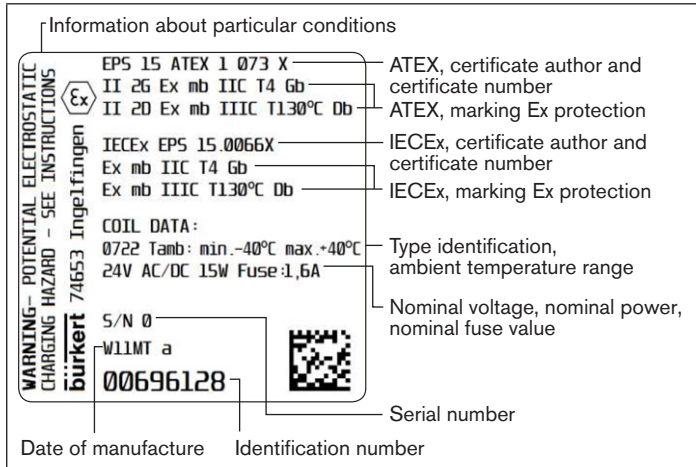 Information about particular conditions
WARNING– POTENTIAL ELECTROSTATIC
CHARGING HAZARD – SEE INSTRUCTIONS
bürkert 74653 Ingelfingen
Ex
EPS 15 ATEX 1 073 X
II 2G Ex mb IIC T4 Gb
II 2D Ex mb IIIC T130°C Db
IECEx EPS 15.0066X
Ex mb IIC T4 Gb
Ex mb IIIC T130°C Db
COIL DATA:
0722 Tamb: min.-40°C max.+40°C
24V AC/DC 15W Fuse:1,6A
S/N 0
W11MT a
00696128
ATEX, certificate author and
certificate number
ATEX, marking Ex protection
IECEx, certificate author and
certificate number
IECEx, marking Ex protection
Type identification,
ambient temperature range
Nominal voltage, nominal power,
nominal fuse value
Serial number
Date of manufacture
Identification number